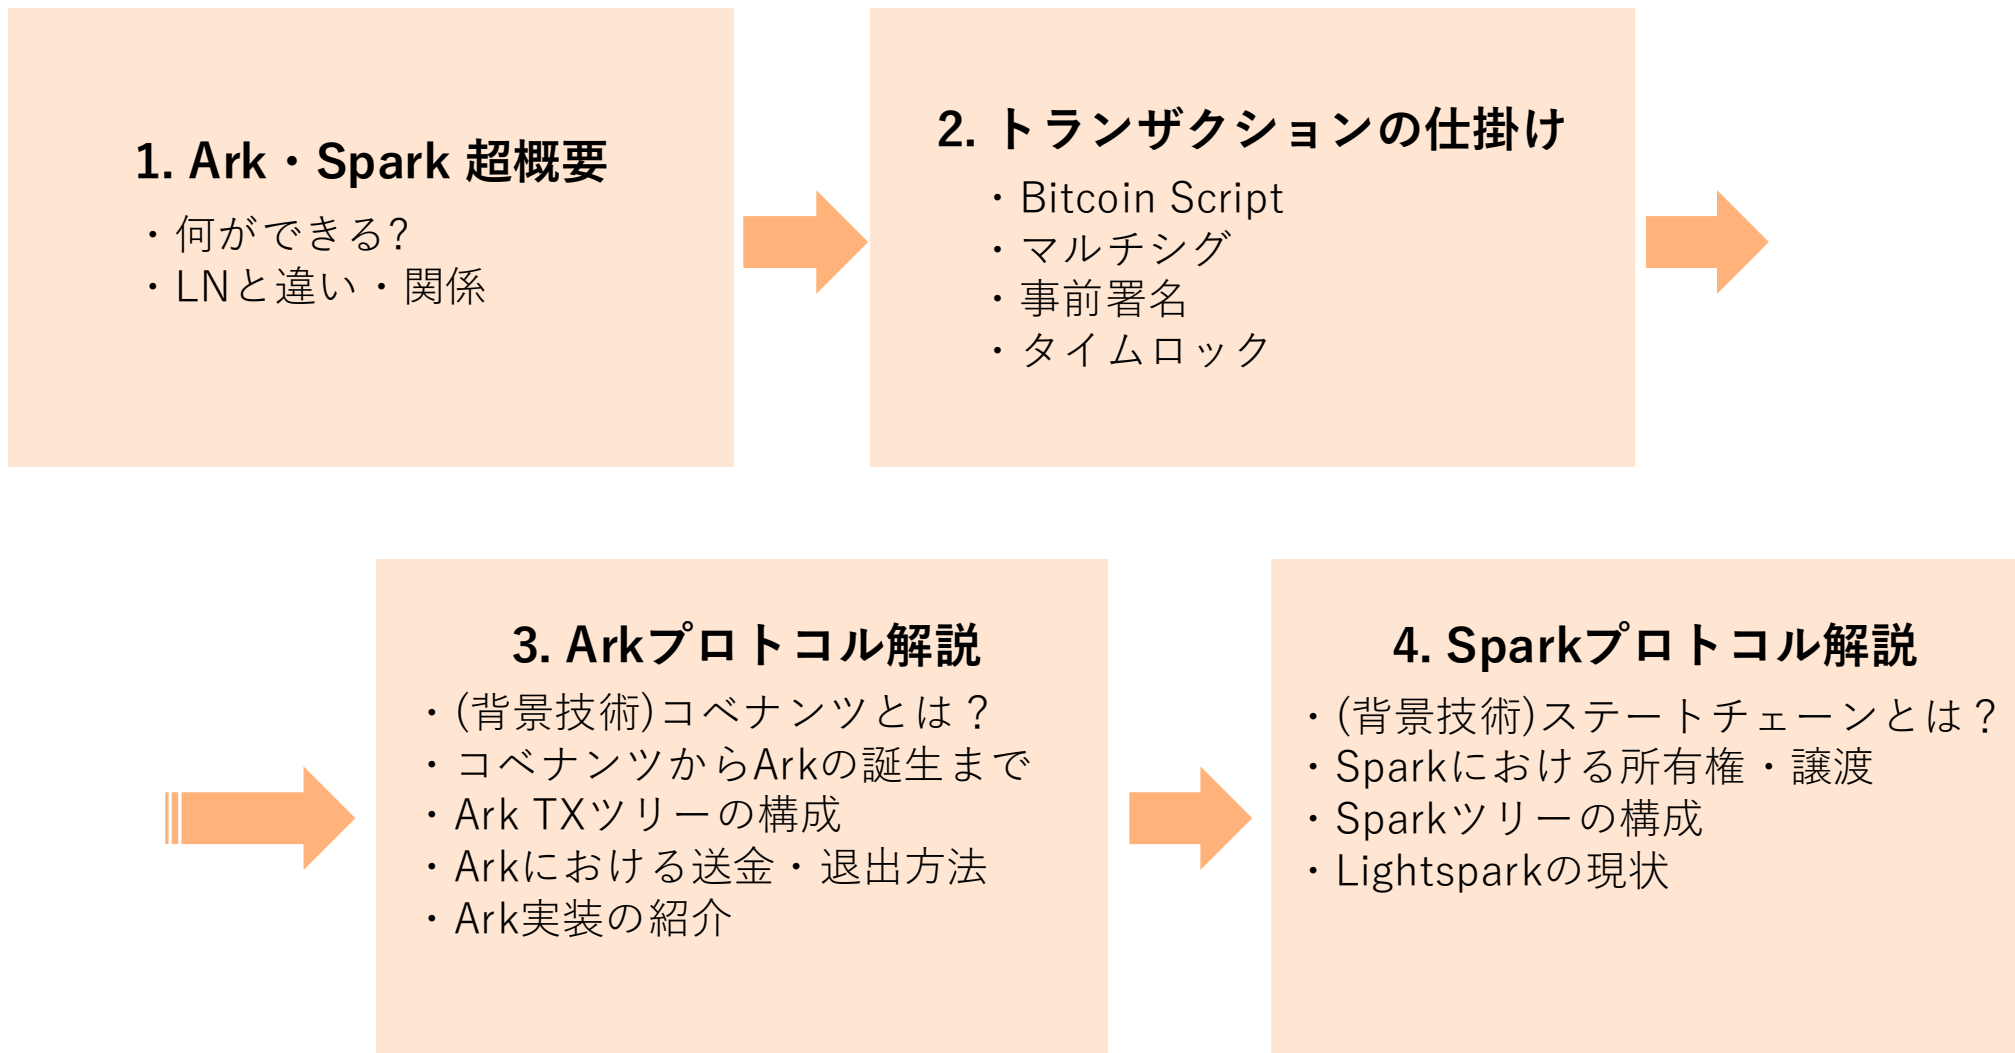 1. Ark・Spark 超概要
・何ができる?
・LNと違い・関係
2. トランザクションの仕掛け
・Bitcoin Script
・マルチシグ
・事前署名
・タイムロック
3. Arkプロトコル解説
・(背景技術)コベナンツとは？
・コベナンツからArkの誕生まで
・Ark TXツリーの構成
・Arkにおける送金・退出方法
・Ark実装の紹介
4. Sparkプロトコル解説
・(背景技術)ステートチェーンとは？
・Sparkにおける所有権・譲渡
・Sparkツリーの構成
・Lightsparkの現状